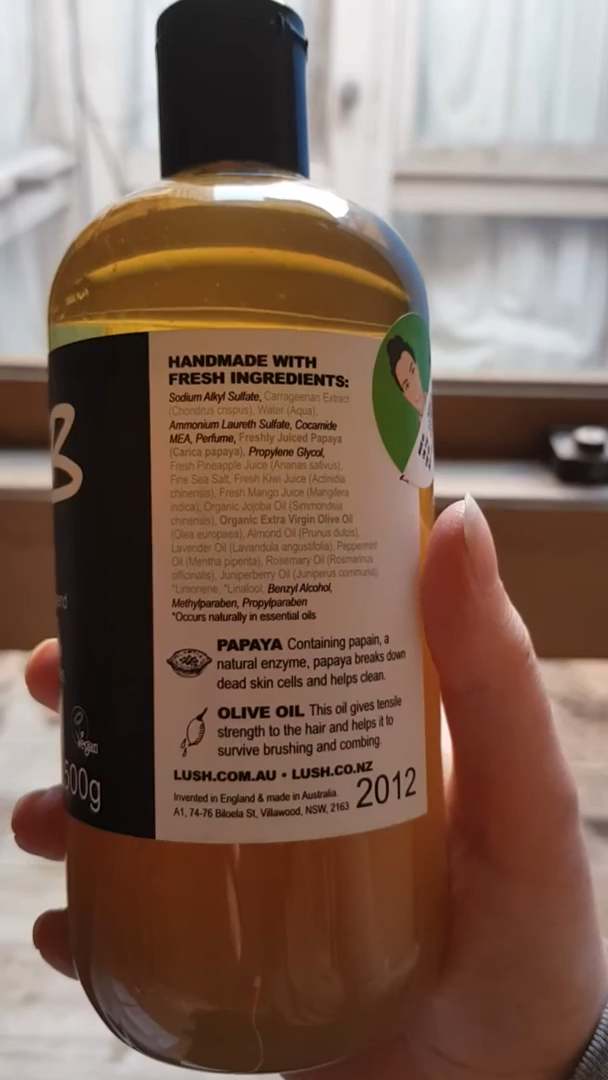 B
HANDMADE WITH
FRESH INGREDIENTS:
Sodium Alkyl Sulfate, Carrageenan Extract
(Chondrus crispus), Water (Aqua),
Ammonium Laureth Sulfate, Cocamide
MEA, Perfume, Freshly Juiced Papaya
(Carica papaya), Propylene Glycol,
Fresh Pineapple Juice (Ananas sativus),
Fine Sea Salt, Fresh Kiwi Juice (Actinidia
chinensis), Fresh Mango Juice (Mangifera
indica), Organic Jojoba Oil (Simmondsia
chinensis), Organic Extra Virgin Olive Oil
(Olea europaea), Almond Oil (Prunus dulcis),
Lavender Oil (Lavandula angustifolia), Peppermint
Oil (Mentha piperita), Rosemary Oil (Rosmarinus
officinalis), Juniperberry Oil (Juniperus communis),
*Limonene, *Linalool, Benzyl Alcohol,
Methylparaben, Propylparaben
*Occurs naturally in essential oils
PAPAYA Containing papain, a
natural enzyme, papaya breaks down
dead skin cells and helps clean.
OLIVE OIL This oil gives tensile
strength to the hair and helps it to
survive brushing and combing.
LUSH.COM.AU • LUSH.CO.NZ
Invented in England & made in Australia.
A1, 74-76 Biloela St, Villawood, NSW, 2163
2012
Vegan
500g